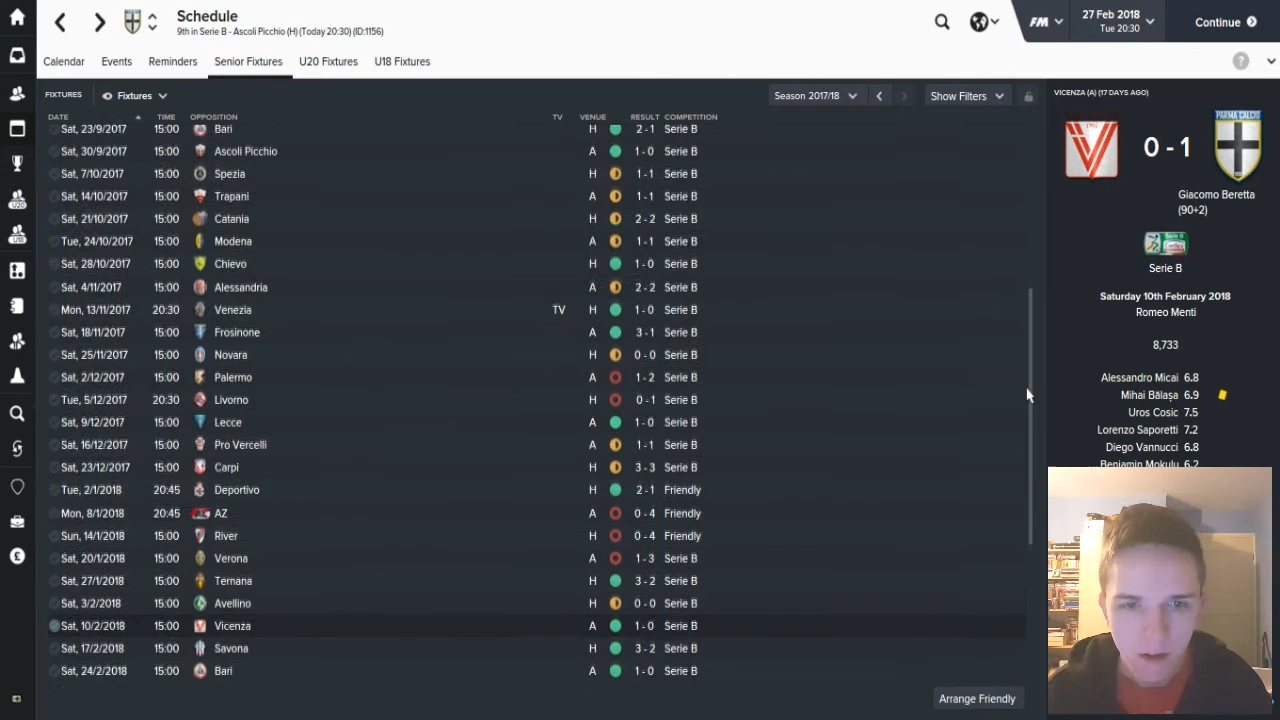 Schedule
9th in Serie B - Ascoli Picchio (H) (Today 20:30) (ID:1156)
FM
27 Feb 2018
Tue 20:30
Continue
Calendar Events Reminders Senior Fixtures U20 Fixtures U18 Fixtures
?
FIXTURES Fixtures Season 2017/18 Show Filters
DATE TIME OPPOSITION TV VENUE RESULT COMPETITION
Sat, 23/9/2017 15:00 Bari H 2-1 Serie B
Sat, 30/9/2017 15:00 Ascoli Picchio A 1-0 Serie B
Sat, 7/10/2017 15:00 Spezia H 1-1 Serie B
Sat, 14/10/2017 15:00 Trapani A 1-1 Serie B
Sat, 21/10/2017 15:00 Catania H 2-2 Serie B
Tue, 24/10/2017 15:00 Modena A 1-1 Serie B
Sat, 28/10/2017 15:00 Chievo H 1-0 Serie B
Sat, 4/11/2017 15:00 Alessandria A 2-2 Serie B
Mon, 13/11/2017 20:30 Venezia TV H 1-0 Serie B
Sat, 18/11/2017 15:00 Frosinone A 3-1 Serie B
Sat, 25/11/2017 15:00 Novara H 0-0 Serie B
Sat, 2/12/2017 15:00 Palermo A 1-2 Serie B
Tue, 5/12/2017 20:30 Livorno H 0-1 Serie B
Sat, 9/12/2017 15:00 Lecce A 1-0 Serie B
Sat, 16/12/2017 15:00 Pro Vercelli A 1-1 Serie B
Sat, 23/12/2017 15:00 Carpi H 3-3 Serie B
Tue, 2/1/2018 20:45 Deportivo H 2-1 Friendly
Mon, 8/1/2018 20:45 AZ A 0-4 Friendly
Sun, 14/1/2018 15:00 River H 0-4 Friendly
Sat, 20/1/2018 15:00 Verona A 1-3 Serie B
Sat, 27/1/2018 15:00 Ternana H 3-2 Serie B
Sat, 3/2/2018 15:00 Avellino H 0-0 Serie B
Sat, 10/2/2018 15:00 Vicenza A 1-0 Serie B
Sat, 17/2/2018 15:00 Savona H 3-2 Serie B
Sat, 24/2/2018 15:00 Bari A 1-0 Serie B
Arrange Friendly
VICENZA (A) (17 DAYS AGO)
PARMA CALCIO
0 - 1
Giacomo Beretta
(90+2)
Serie B
Saturday 10th February 2018
Romeo Menti
8,733
Alessandro Micai 6.8
Mihai Bălașa 6.9
Uros Cosic 7.5
Lorenzo Saporetti 7.2
Diego Vannucci 6.8
Benjamin Mokulu 6.2